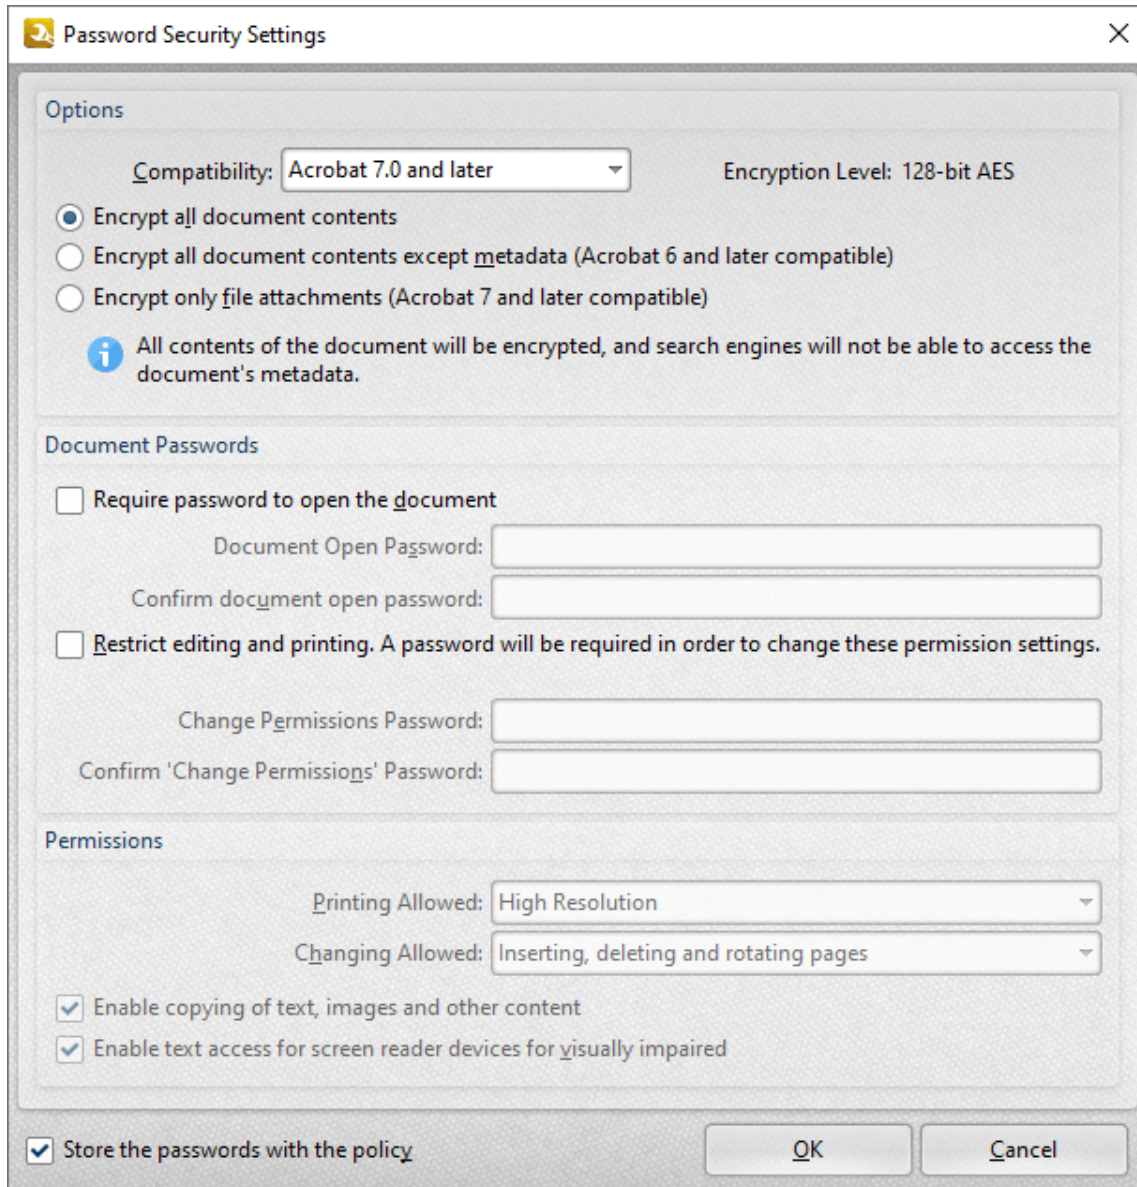 Password Security Settings
Options
Compatibility: Acrobat 7.0 and later Encryption Level: 128-bit AES
Encrypt all document contents
Encrypt all document contents except metadata (Acrobat 6 and later compatible)
Encrypt only file attachments (Acrobat 7 and later compatible)
All contents of the document will be encrypted, and search engines will not be able to access the
document's metadata.
Document Passwords
Require password to open the document
Document Open Password:
Confirm document open password:
Restrict editing and printing. A password will be required in order to change these permission settings.
Change Permissions Password:
Confirm 'Change Permissions' Password:
Permissions
Printing Allowed: High Resolution
Changing Allowed: Inserting, deleting and rotating pages
Enable copying of text, images and other content
Enable text access for screen reader devices for visually impaired
Store the passwords with the policy OK Cancel